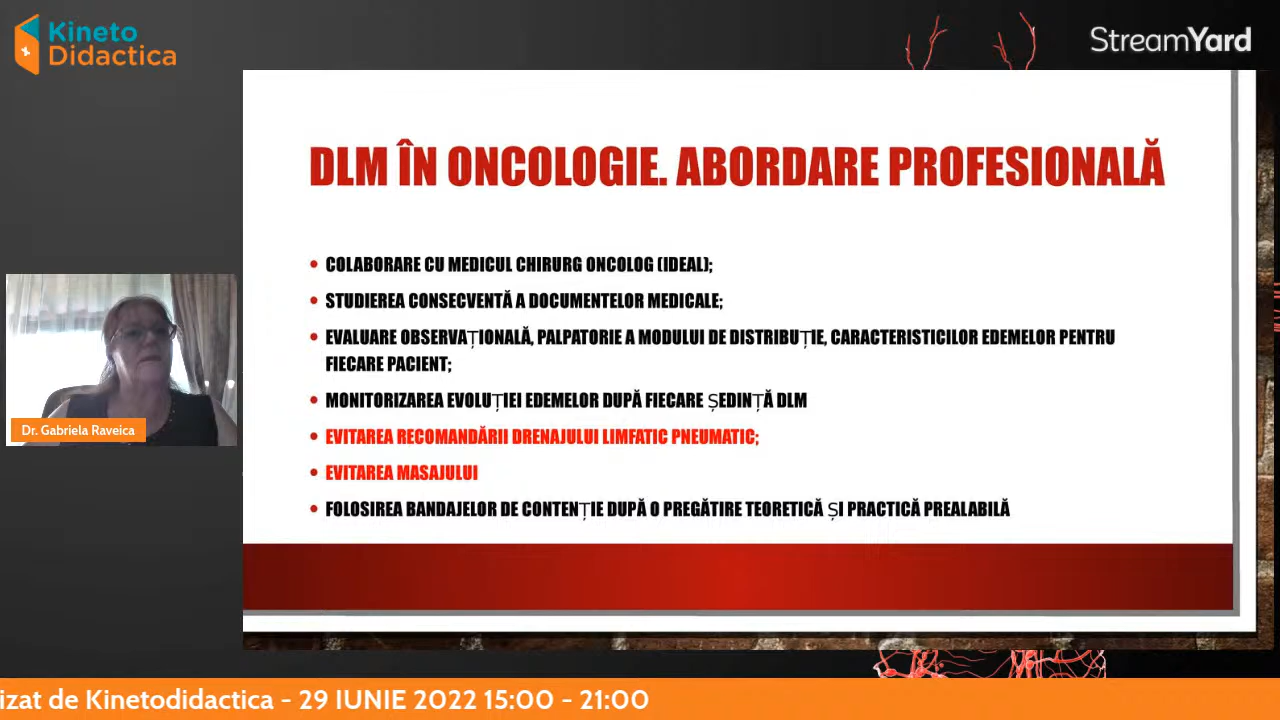 Kineto
Didactica
StreamYard
DLM ÎN ONCOLOGIE. ABORDARE PROFESIONALĂ
• COLABORARE CU MEDICUL CHIRURG ONCOLOG (IDEAL);
• STUDIEREA CONSECVENTĂ A DOCUMENTELOR MEDICALE;
• EVALUARE OBSERVAȚIONALĂ, PALPATORIE A MODULUI DE DISTRIBUȚIE, CARACTERISTICILOR EDEMELOR PENTRU
FIECARE PACIENT;
• MONITORIZAREA EVOLUȚIEI EDEMELOR DUPĂ FIECARE ȘEDINȚĂ DLM
• EVITAREA RECOMANDĂRII DRENAJULUI LIMFATIC PNEUMATIC;
• EVITAREA MASAJULUI
• FOLOSIREA BANDAJELOR DE CONTENȚIE DUPĂ O PREGĂTIRE TEORETICĂ ȘI PRACTICĂ PREALABILĂ
Dr. Gabriela Raveica
izat de Kinetodidactica - 29 IUNIE 2022 15:00 - 21:00